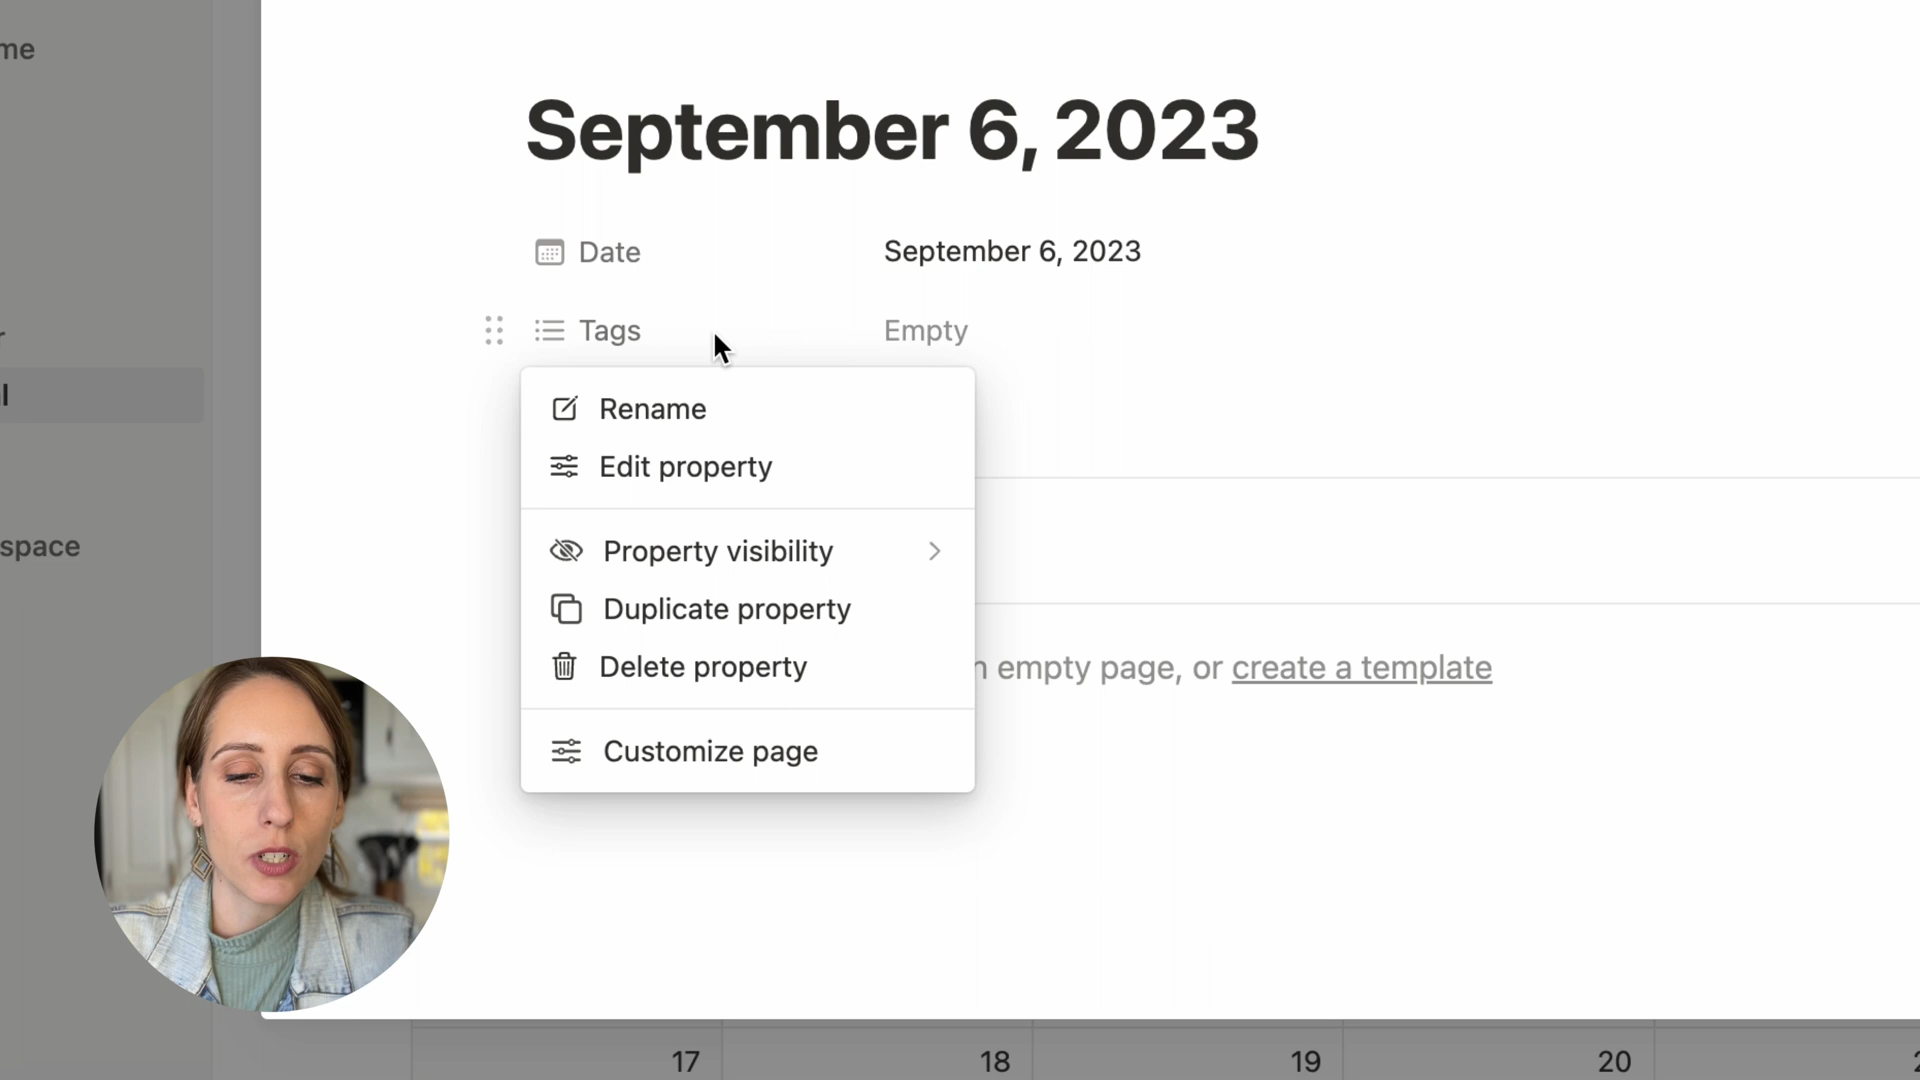 me
September 6, 2023
Date
September 6, 2023
Tags
Empty
Rename
Edit property
space
Property visibility
Duplicate property
Delete property
empty page, or create a template
Customize page
17
18
19
20